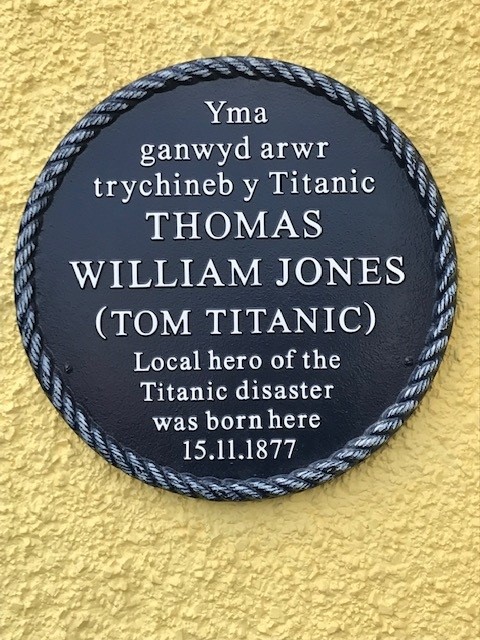 Yma
ganwyd arwr
trychineb y Titanic
THOMAS
WILLIAM JONES
(TOM TITANIC)
Local hero of the
Titanic disaster
was born here
15.11.1877